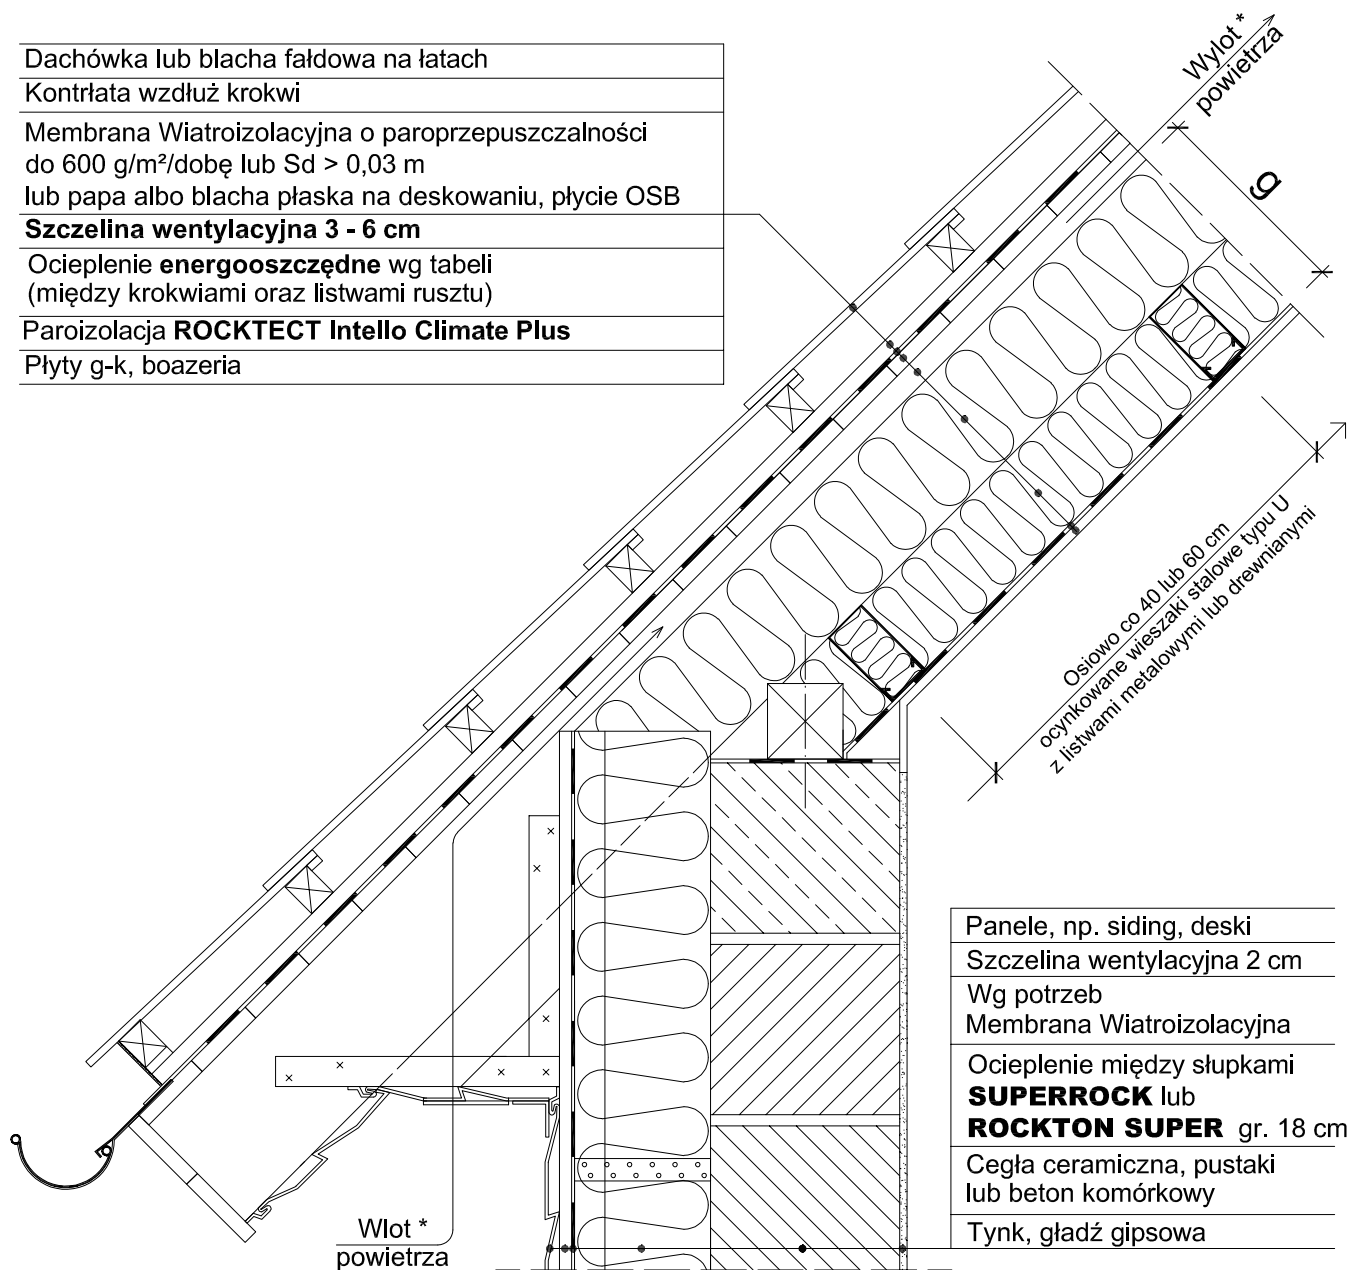 Dachówka lub blacha fałdowa na łatach
Kontrłata wzdłuż krokwi
Membrana Wiatroizolacyjna o paroprzepuszczalności
do 600 g/m²/dobę lub Sd > 0,03 m
lub papa albo blacha płaska na deskowaniu, płycie OSB
Szczelina wentylacyjna 3 - 6 cm
Ocieplenie energooszczędne wg tabeli
(między krokwiami oraz listwami rusztu)
Paroizolacja ROCKTECT Intello Climate Plus
Płyty g-k, boazeria
Wylot *
powietrza
g
Osiowo co 40 lub 60 cm
ocynkowane wieszaki stalowe typu U
z listwami metalowymi lub drewnianymi
Panele, np. siding, deski
Szczelina wentylacyjna 2 cm
Wg potrzeb
Membrana Wiatroizolacyjna
Ocieplenie między słupkami
SUPERROCK lub
ROCKTON SUPER gr. 18 cm
Cegła ceramiczna, pustaki
lub beton komórkowy
Tynk, gładź gipsowa
Wlot *
powietrza